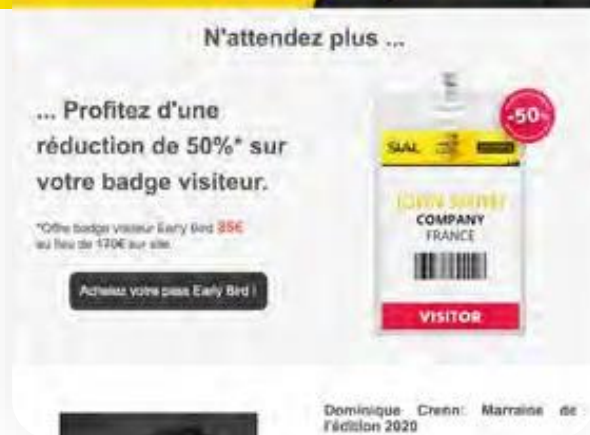 N'attendez plus ...
... Profitez d'une
réduction de 50%* sur
votre badge visiteur.
*Offre badge visiteur Early Bird 85€
au lieu de 170€ sur site.
Achetez votre pass Early Bird !
-50%
SIAL
COMPANY
FRANCE
VISITOR
Dominique Crenn: Marraine de
l'édition 2020